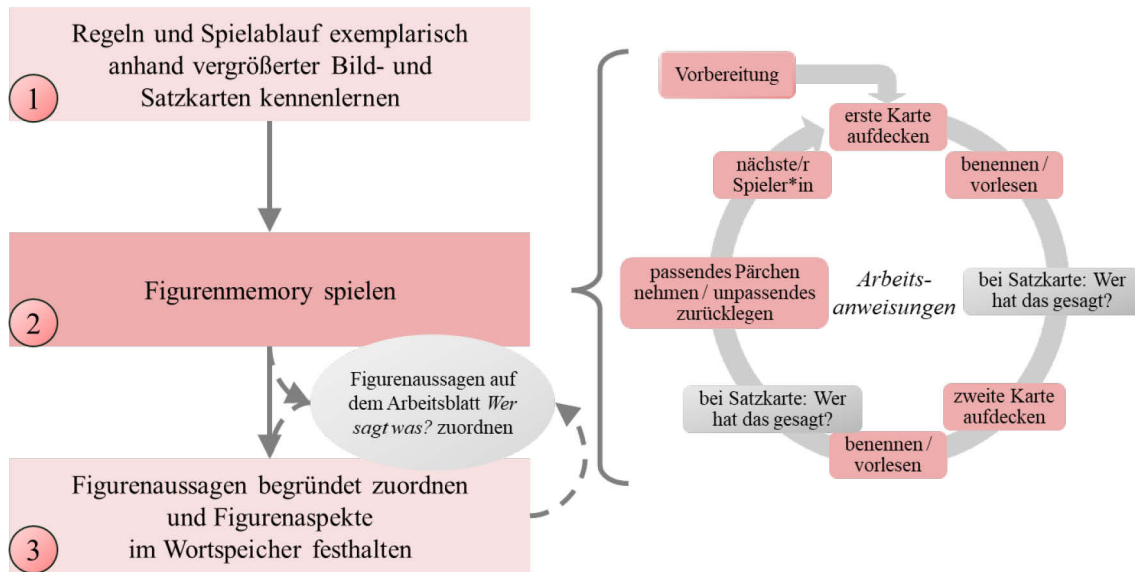 Regeln und Spielablauf exemplarisch
anhand vergrößerter Bild- und
Satzkarten kennenlernen
1
Figurenmemory spielen
2
Figurenaussagen auf
dem Arbeitsblatt Wer
sagt was? zuordnen
Figurenaussagen begründet zuordnen
und Figurenaspekte
im Wortspeicher festhalten
3
Vorbereitung
erste Karte
aufdecken
benennen /
vorlesen
bei Satzkarte: Wer
hat das gesagt?
zweite Karte
aufdecken
benennen /
vorlesen
bei Satzkarte: Wer
hat das gesagt?
passendes Pärchen
nehmen / unpassendes
zurücklegen
nächste/r
Spieler*in
Arbeits-
anweisungen